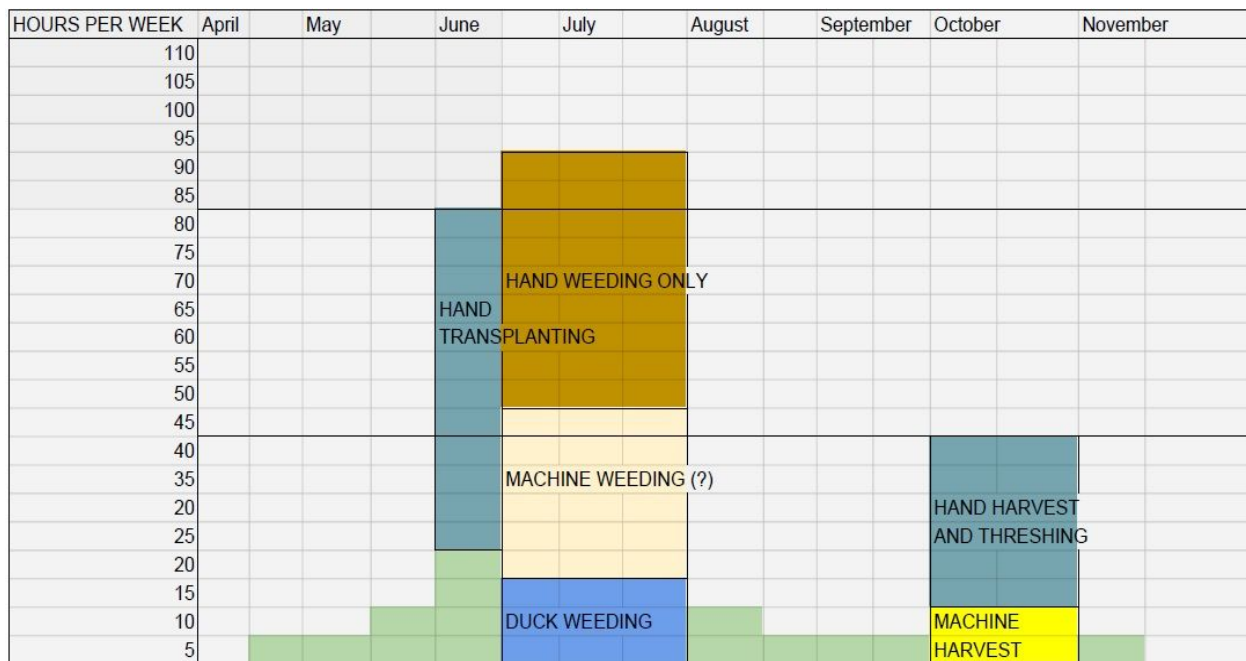 HOURS PER WEEK April May June July August September October November
110
105
100
95
90
85
80
75
70 HAND WEEDING ONLY
65 HAND
60 TRANSPLANTING
55
50
45
40
35 MACHINE WEEDING (?)
20 HAND HARVEST
25 AND THRESHING
20
15
10 DUCK WEEDING MACHINE
5 HARVEST